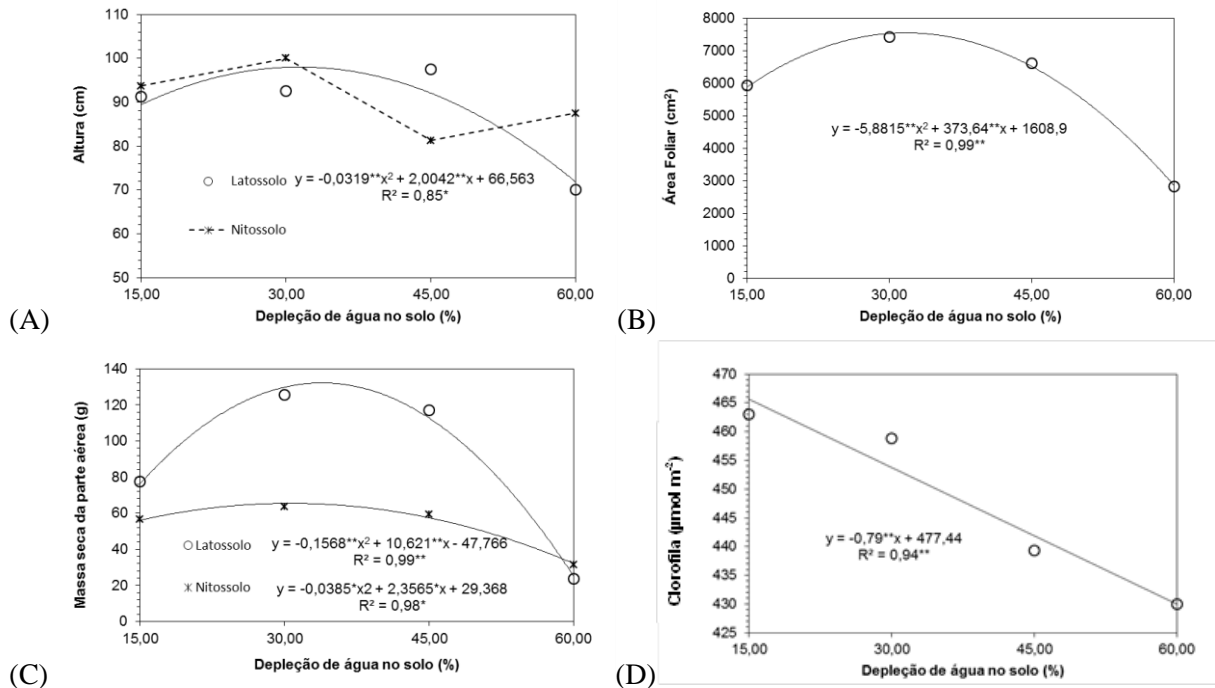 Altura (cm)
110
100
90
80
70
60
50
15,00
30,00
45,00
60,00
Depleção de água no solo (%)
Latossolo y = -0,0319**x² + 2,0042**x + 66,563
R² = 0,85*
Nitossolo
(A)
Área Foliar (cm²)
8000
7000
6000
5000
4000
3000
2000
1000
0
15,00
30,00
45,00
60,00
Depleção de água no solo (%)
y = -5,8815**x² + 373,64**x + 1608,9
R² = 0,99**
(B)
Massa seca da parte aérea (g)
140
120
100
80
60
40
20
0
15,00
30,00
45,00
60,00
Depleção de água no solo (%)
Latossolo y = -0,1568**x² + 10,621**x - 47,766
R² = 0,99**
Nitossolo y = -0,0385*x2 + 2,3565*x + 29,368
R² = 0,98*
(C)
Clorofila (µmol m⁻²)
470
465
460
455
450
445
440
435
430
425
15,00
30,00
45,00
60,00
Depleção de água no solo (%)
y = -0,79**x + 477,44
R² = 0,94**
(D)